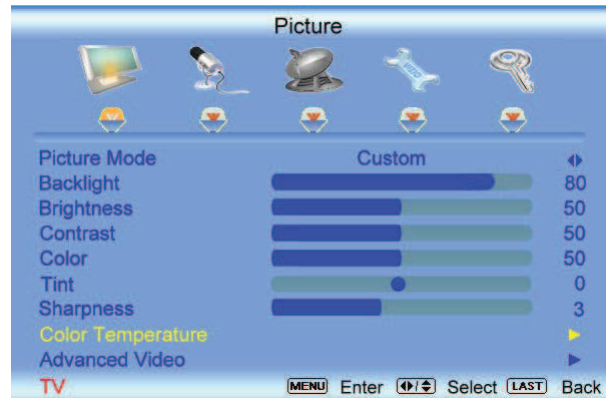 Picture
VIZIO
Picture Mode Custom
Backlight 80
Brightness 50
Contrast 50
Color 50
Tint 0
Sharpness 3
Color Temperature
Advanced Video
TV MENU Enter Select LAST Back